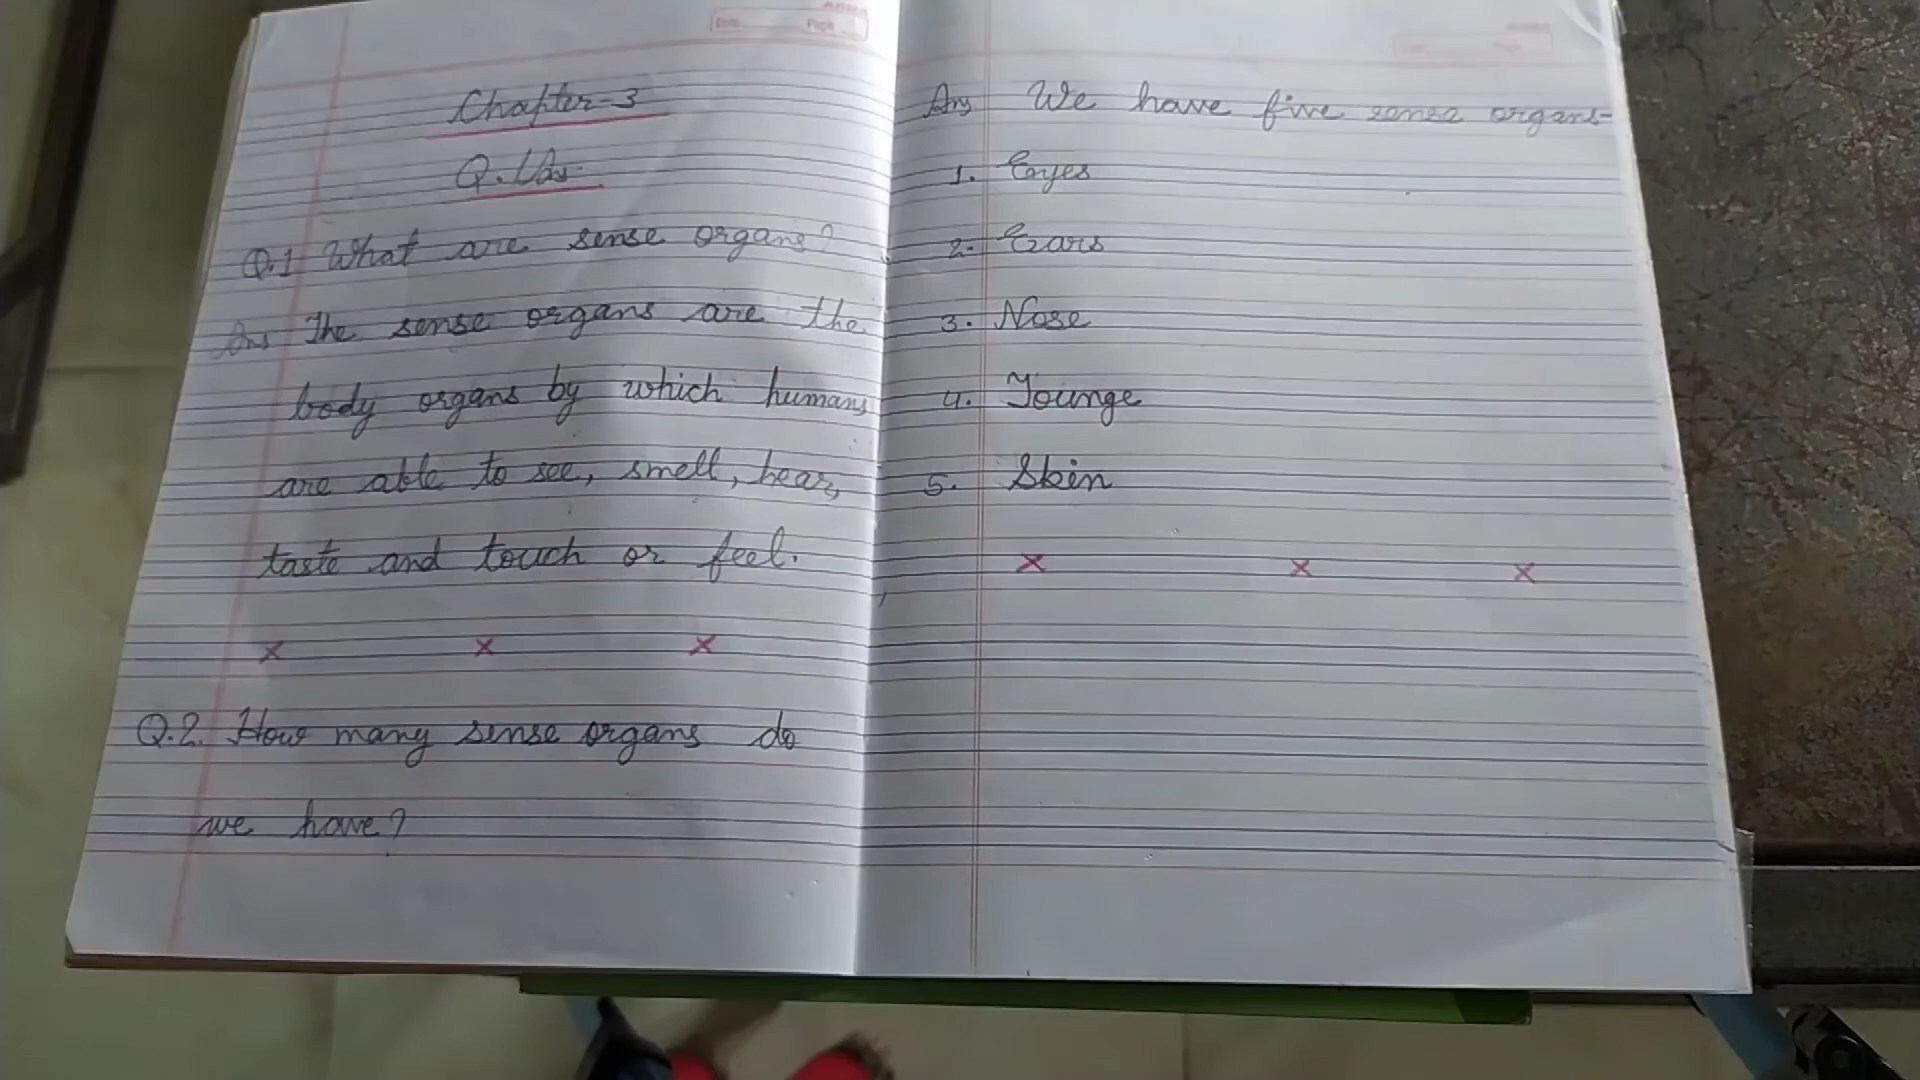 Date Page
Chapter-3
Q./Ans.
Q.1 What are sense organs?
Ans The sense organs are the
body organs by which humans
are able to see, smell, hear,
taste and touch or feel.
x x x
Q.2. How many sense organs do
we have?
Ans We have five sense organs-
1. Eyes
2. Ears
3. Nose
4. Tounge
5. Skin
x x x